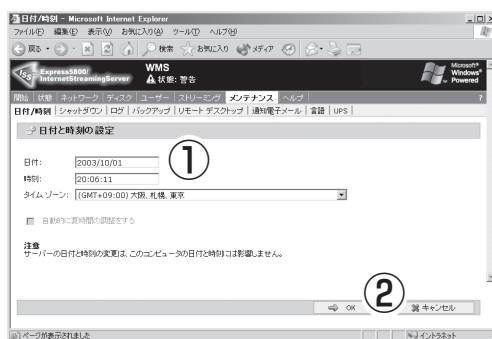 日付/時刻 - Microsoft Internet Explorer
ファイル(F) 編集(E) 表示(V) お気に入り(A) ツール(T) ヘルプ(H)
戻る 検索 お気に入り メディア
Express5800/
InternetStreamingServer
ISS
WMS
状態: 警告
Microsoft®
Windows®
Powered
開始 | 状態 | ネットワーク | ディスク | ユーザー | ストリーミング | メンテナンス | ヘルプ ?
日付/時刻 | シャットダウン | ログ | バックアップ | リモート デスクトップ | 通知電子メール | 言語 | UPS |
日付と時刻の設定
日付: 2003/10/01
①
時刻: 20:06:11
タイム ゾーン: (GMT+09:00) 大阪、札幌、東京
自動的に夏時間の調整をする
注意
サーバーの日付と時刻の変更は、このコンピュータの日付と時刻には影響しません。
②
OK キャンセル
ページが表示されました イントラネット